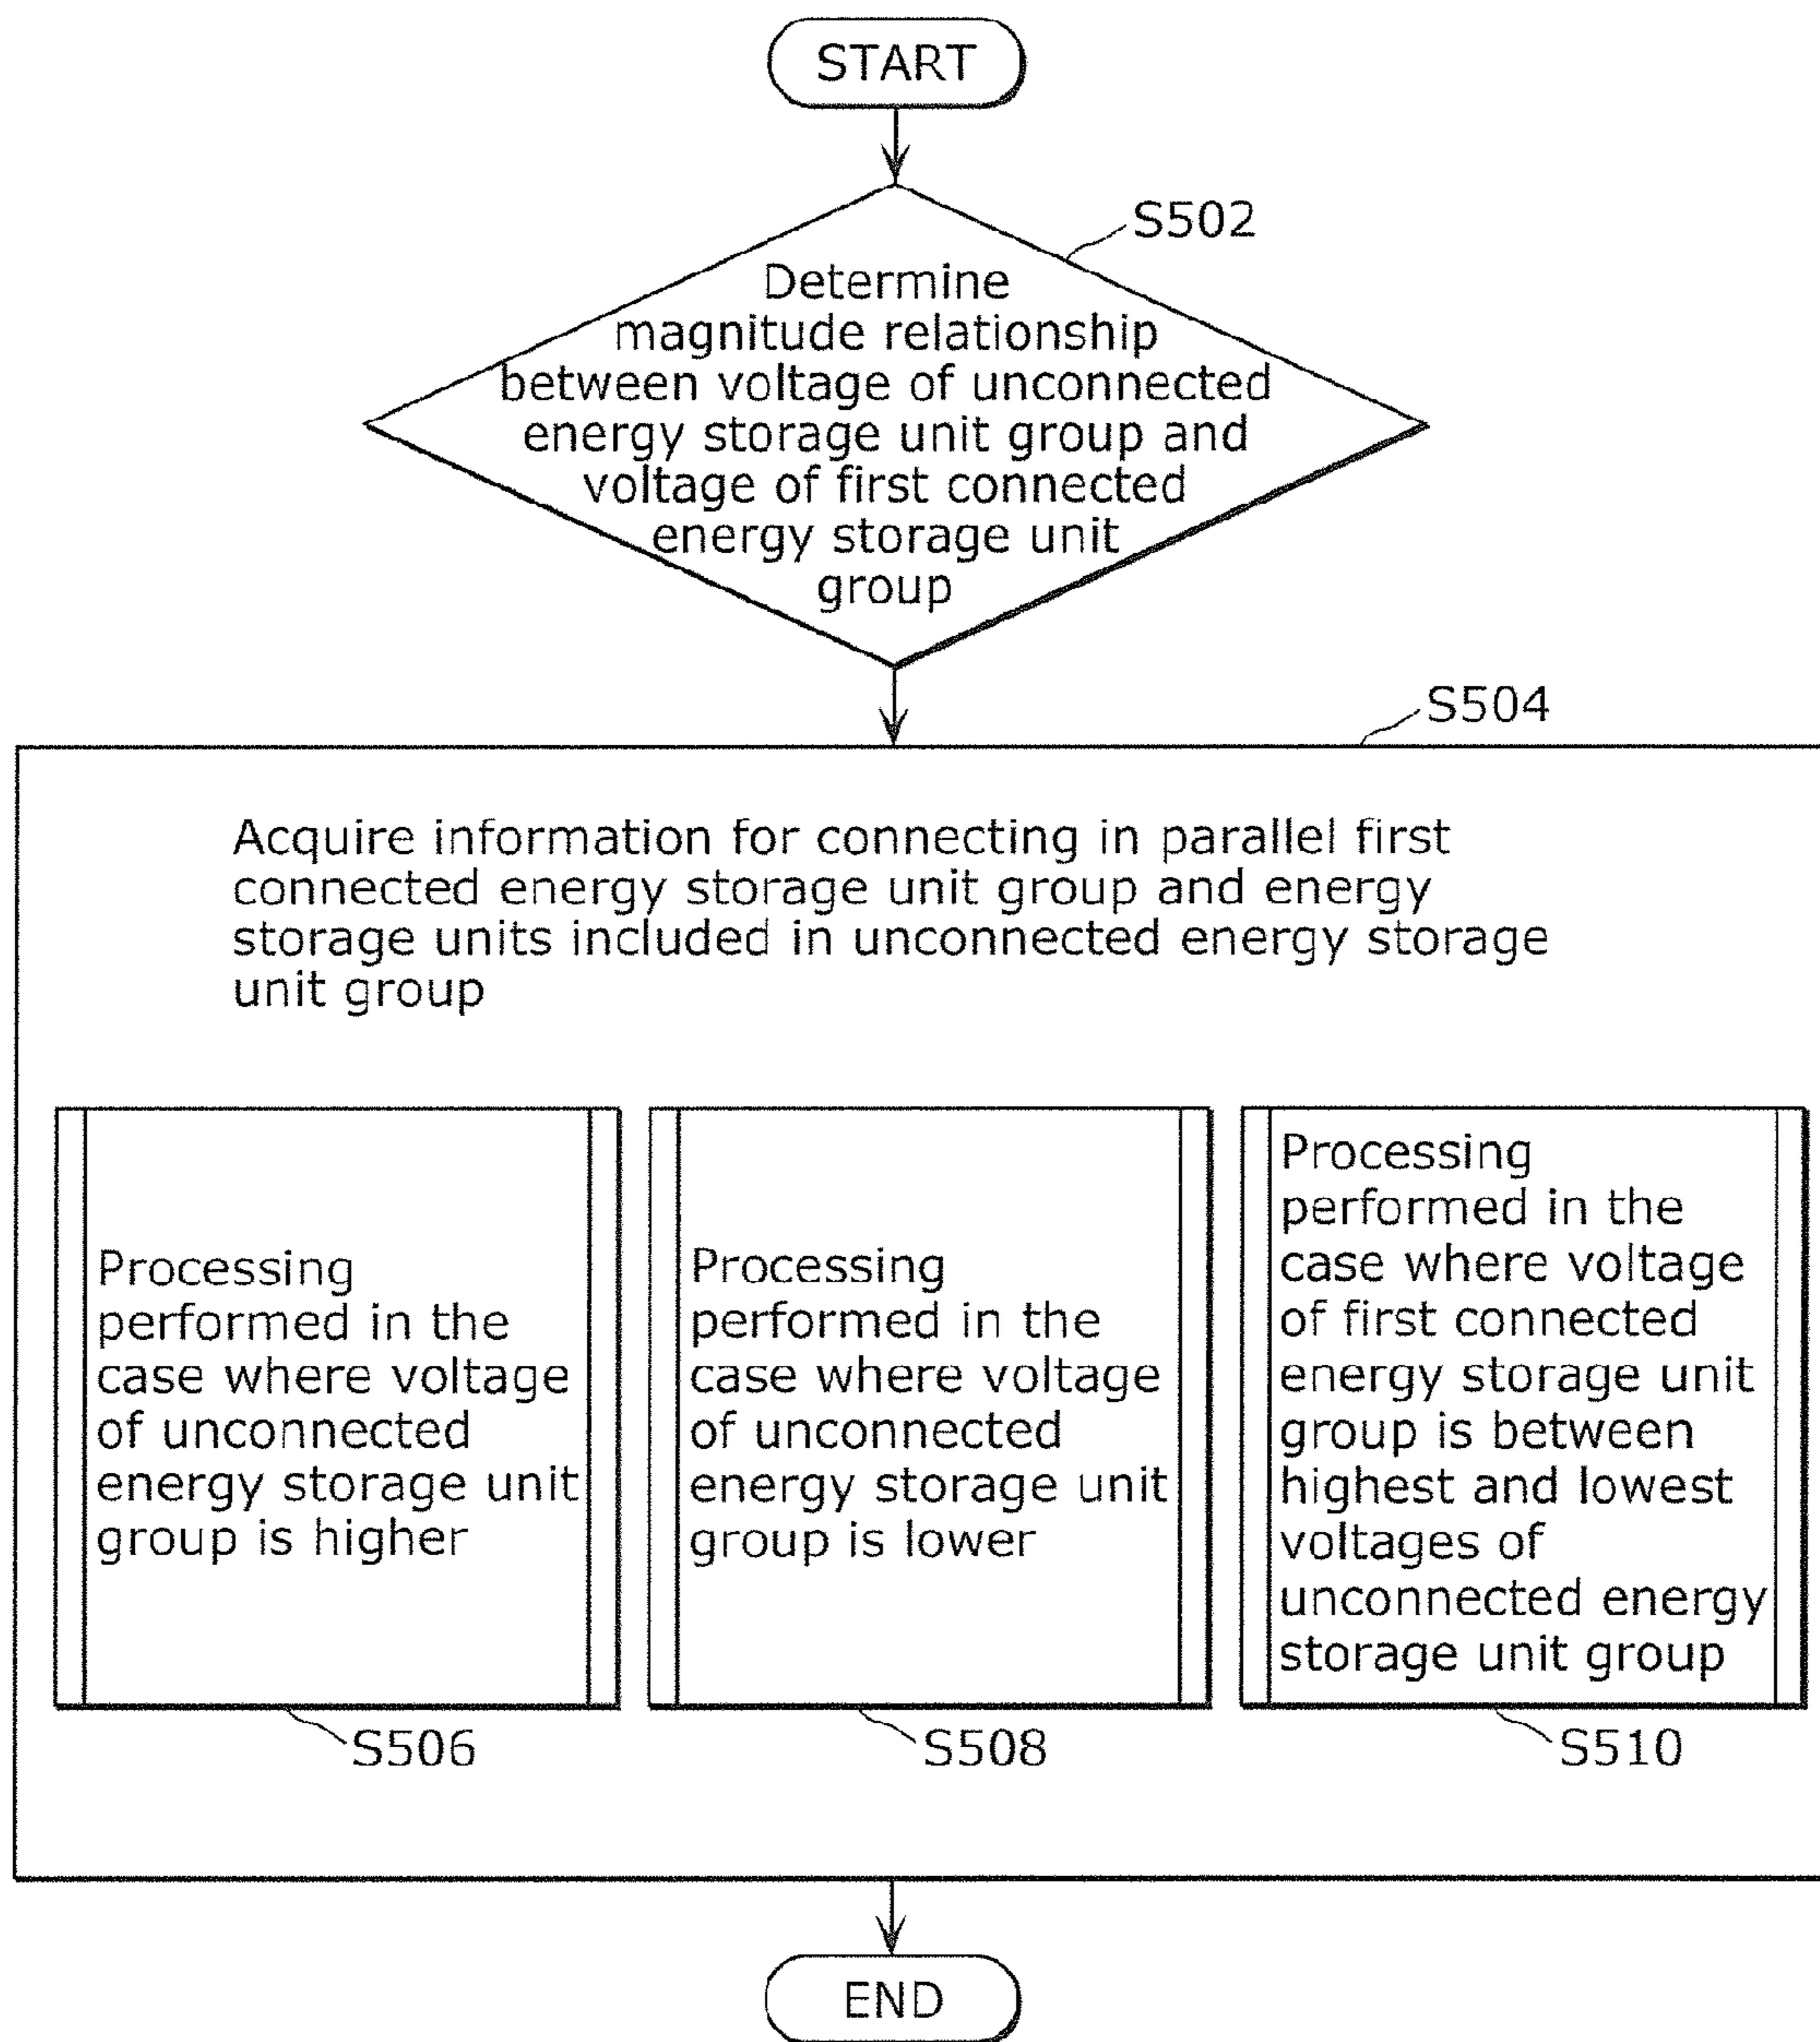 START
S502
Determine
magnitude relationship
between voltage of unconnected
energy storage unit group and
voltage of first connected
energy storage unit
group
S504
Acquire information for connecting in parallel first
connected energy storage unit group and energy
storage units included in unconnected energy storage
unit group
Processing
performed in the
case where voltage
of unconnected
energy storage unit
group is higher
S506
Processing
performed in the
case where voltage
of unconnected
energy storage unit
group is lower
S508
Processing
performed in the
case where voltage
of first connected
energy storage unit
group is between
highest and lowest
voltages of
unconnected energy
storage unit group
S510
END